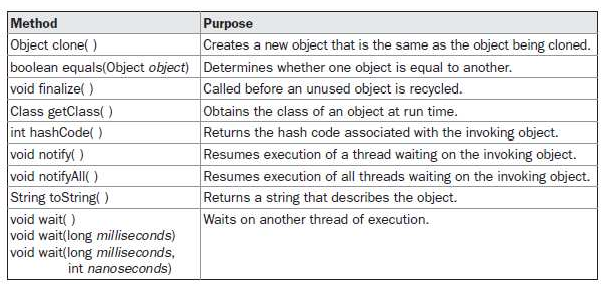 Method Purpose
Object clone( ) Creates a new object that is the same as the object being cloned.
boolean equals(Object object) Determines whether one object is equal to another.
void finalize( ) Called before an unused object is recycled.
Class getClass( ) Obtains the class of an object at run time.
int hashCode( ) Returns the hash code associated with the invoking object.
void notify( ) Resumes execution of a thread waiting on the invoking object.
void notifyAll( ) Resumes execution of all threads waiting on the invoking object.
String toString( ) Returns a string that describes the object.
void wait( ) Waits on another thread of execution.
void wait(long milliseconds)
void wait(long milliseconds,
int nanoseconds)